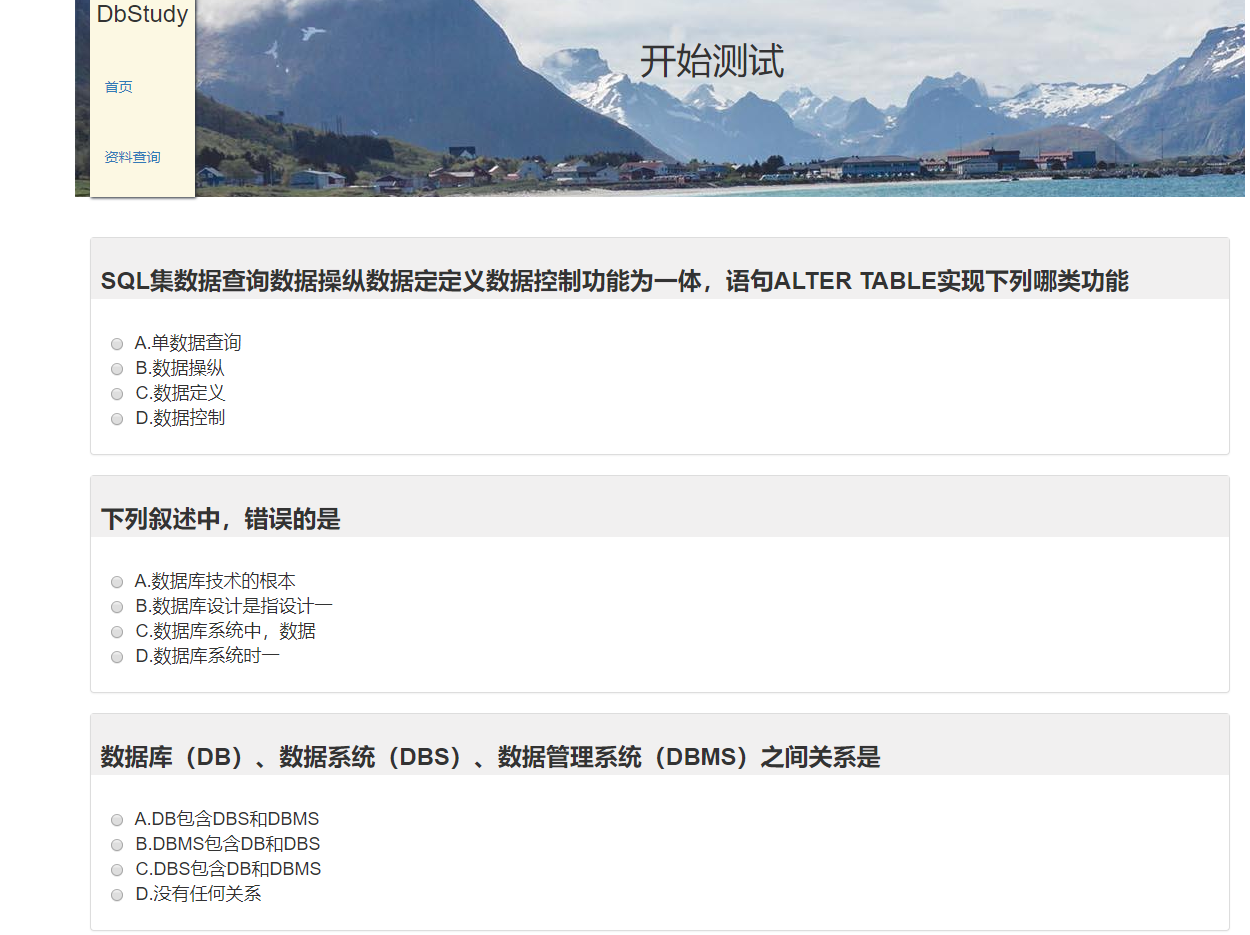 DbStudy
首页
资料查询
开始测试
SQL集数据查询数据操纵数据定定义数据控制功能为一体，语句ALTER TABLE实现下列哪类功能
A.单数据查询
B.数据操纵
C.数据定义
D.数据控制
下列叙述中，错误的是
A.数据库技术的根本
B.数据库设计是指设计一
C.数据库系统中，数据
D.数据库系统时一
数据库（DB）、数据系统（DBS）、数据管理系统（DBMS）之间关系是
A.DB包含DBS和DBMS
B.DBMS包含DB和DBS
C.DBS包含DB和DBMS
D.没有任何关系